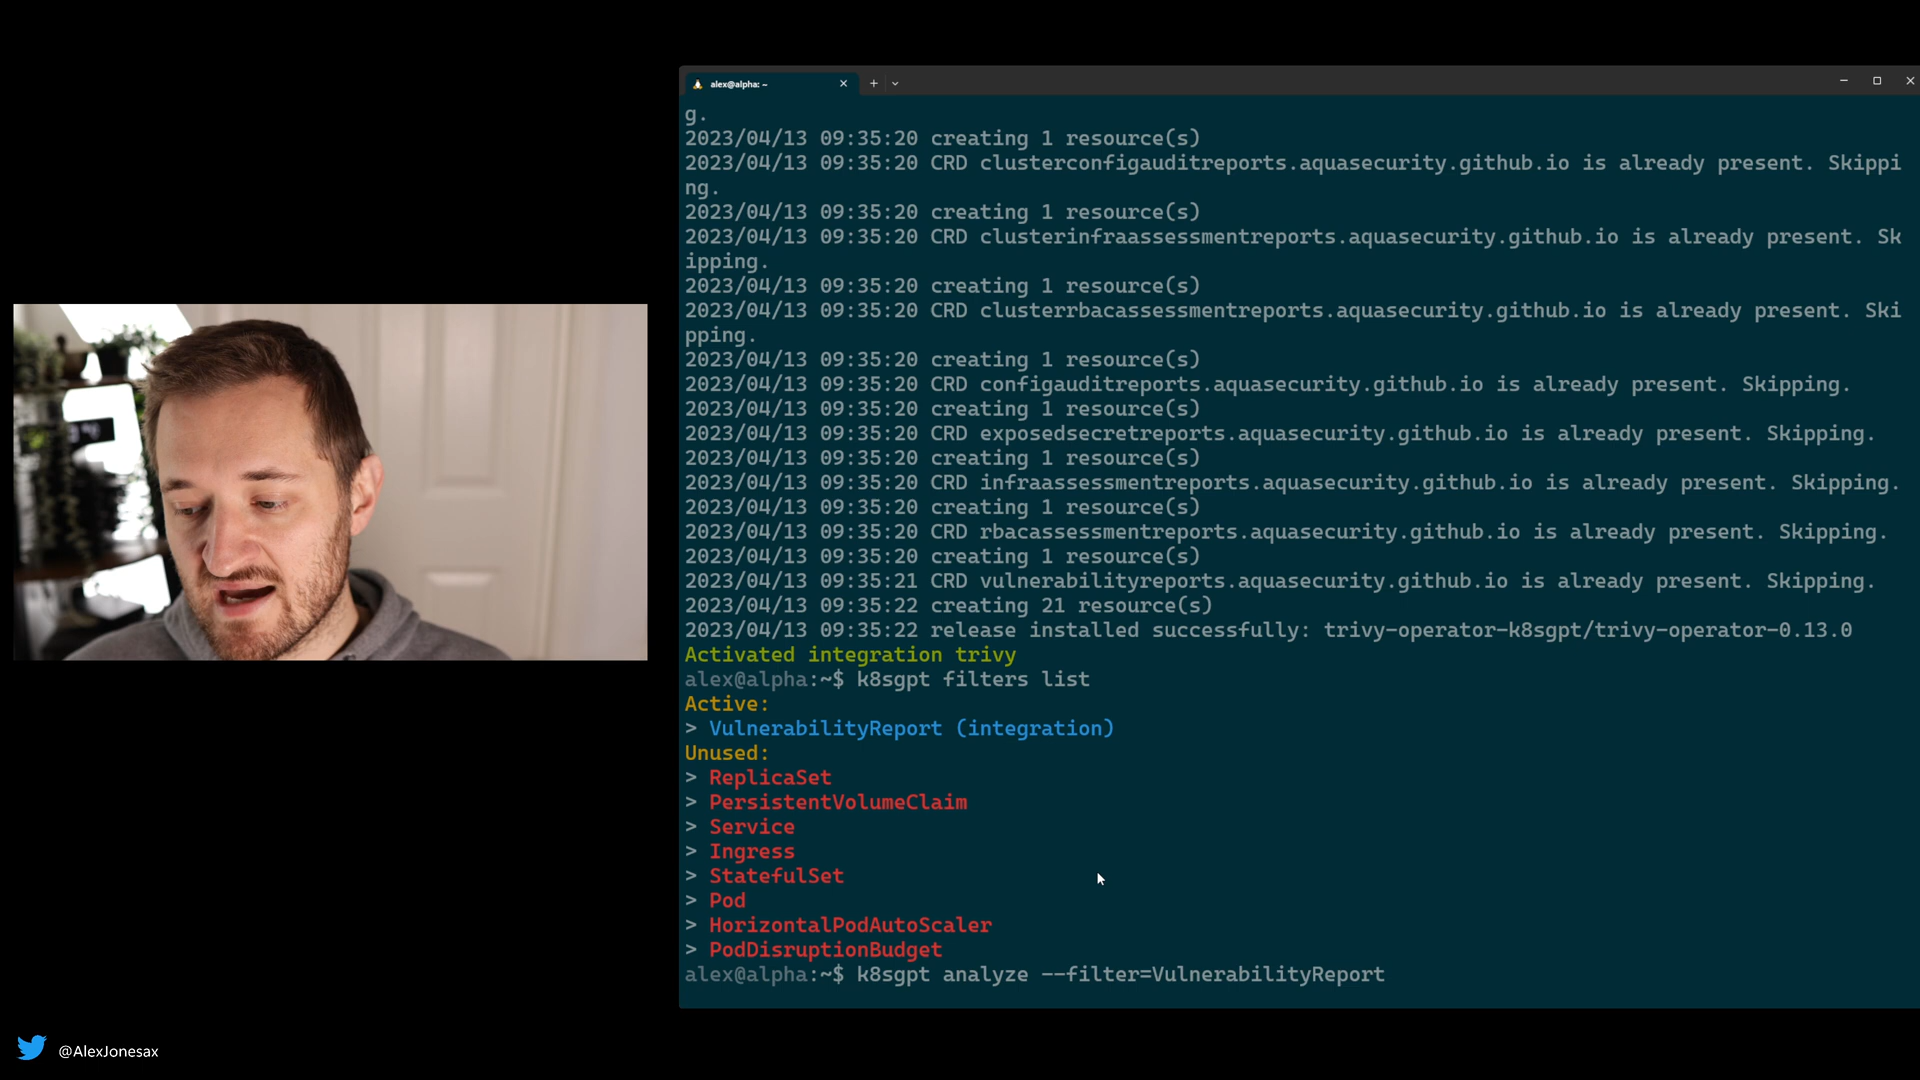 alex@alpha: ~
g.
2023/04/13 09:35:20 creating 1 resource(s)
2023/04/13 09:35:20 CRD clusterconfigauditreports.aquasecurity.github.io is already present. Skippi
ng.
2023/04/13 09:35:20 creating 1 resource(s)
2023/04/13 09:35:20 CRD clusterinfraassessmentreports.aquasecurity.github.io is already present. Sk
ipping.
2023/04/13 09:35:20 creating 1 resource(s)
2023/04/13 09:35:20 CRD clusterrbacassessmentreports.aquasecurity.github.io is already present. Ski
pping.
2023/04/13 09:35:20 creating 1 resource(s)
2023/04/13 09:35:20 CRD configauditreports.aquasecurity.github.io is already present. Skipping.
2023/04/13 09:35:20 creating 1 resource(s)
2023/04/13 09:35:20 CRD exposedsecretreports.aquasecurity.github.io is already present. Skipping.
2023/04/13 09:35:20 creating 1 resource(s)
2023/04/13 09:35:20 CRD infraassessmentreports.aquasecurity.github.io is already present. Skipping.
2023/04/13 09:35:20 creating 1 resource(s)
2023/04/13 09:35:20 CRD rbacassessmentreports.aquasecurity.github.io is already present. Skipping.
2023/04/13 09:35:20 creating 1 resource(s)
2023/04/13 09:35:21 CRD vulnerabilityreports.aquasecurity.github.io is already present. Skipping.
2023/04/13 09:35:22 creating 21 resource(s)
2023/04/13 09:35:22 release installed successfully: trivy-operator-k8sgpt/trivy-operator-0.13.0
Activated integration trivy
alex@alpha:~$ k8sgpt filters list
Active:
> VulnerabilityReport (integration)
Unused:
> ReplicaSet
> PersistentVolumeClaim
> Service
> Ingress
> StatefulSet
> Pod
> HorizontalPodAutoScaler
> PodDisruptionBudget
alex@alpha:~$ k8sgpt analyze --filter=VulnerabilityReport
@AlexJonesax